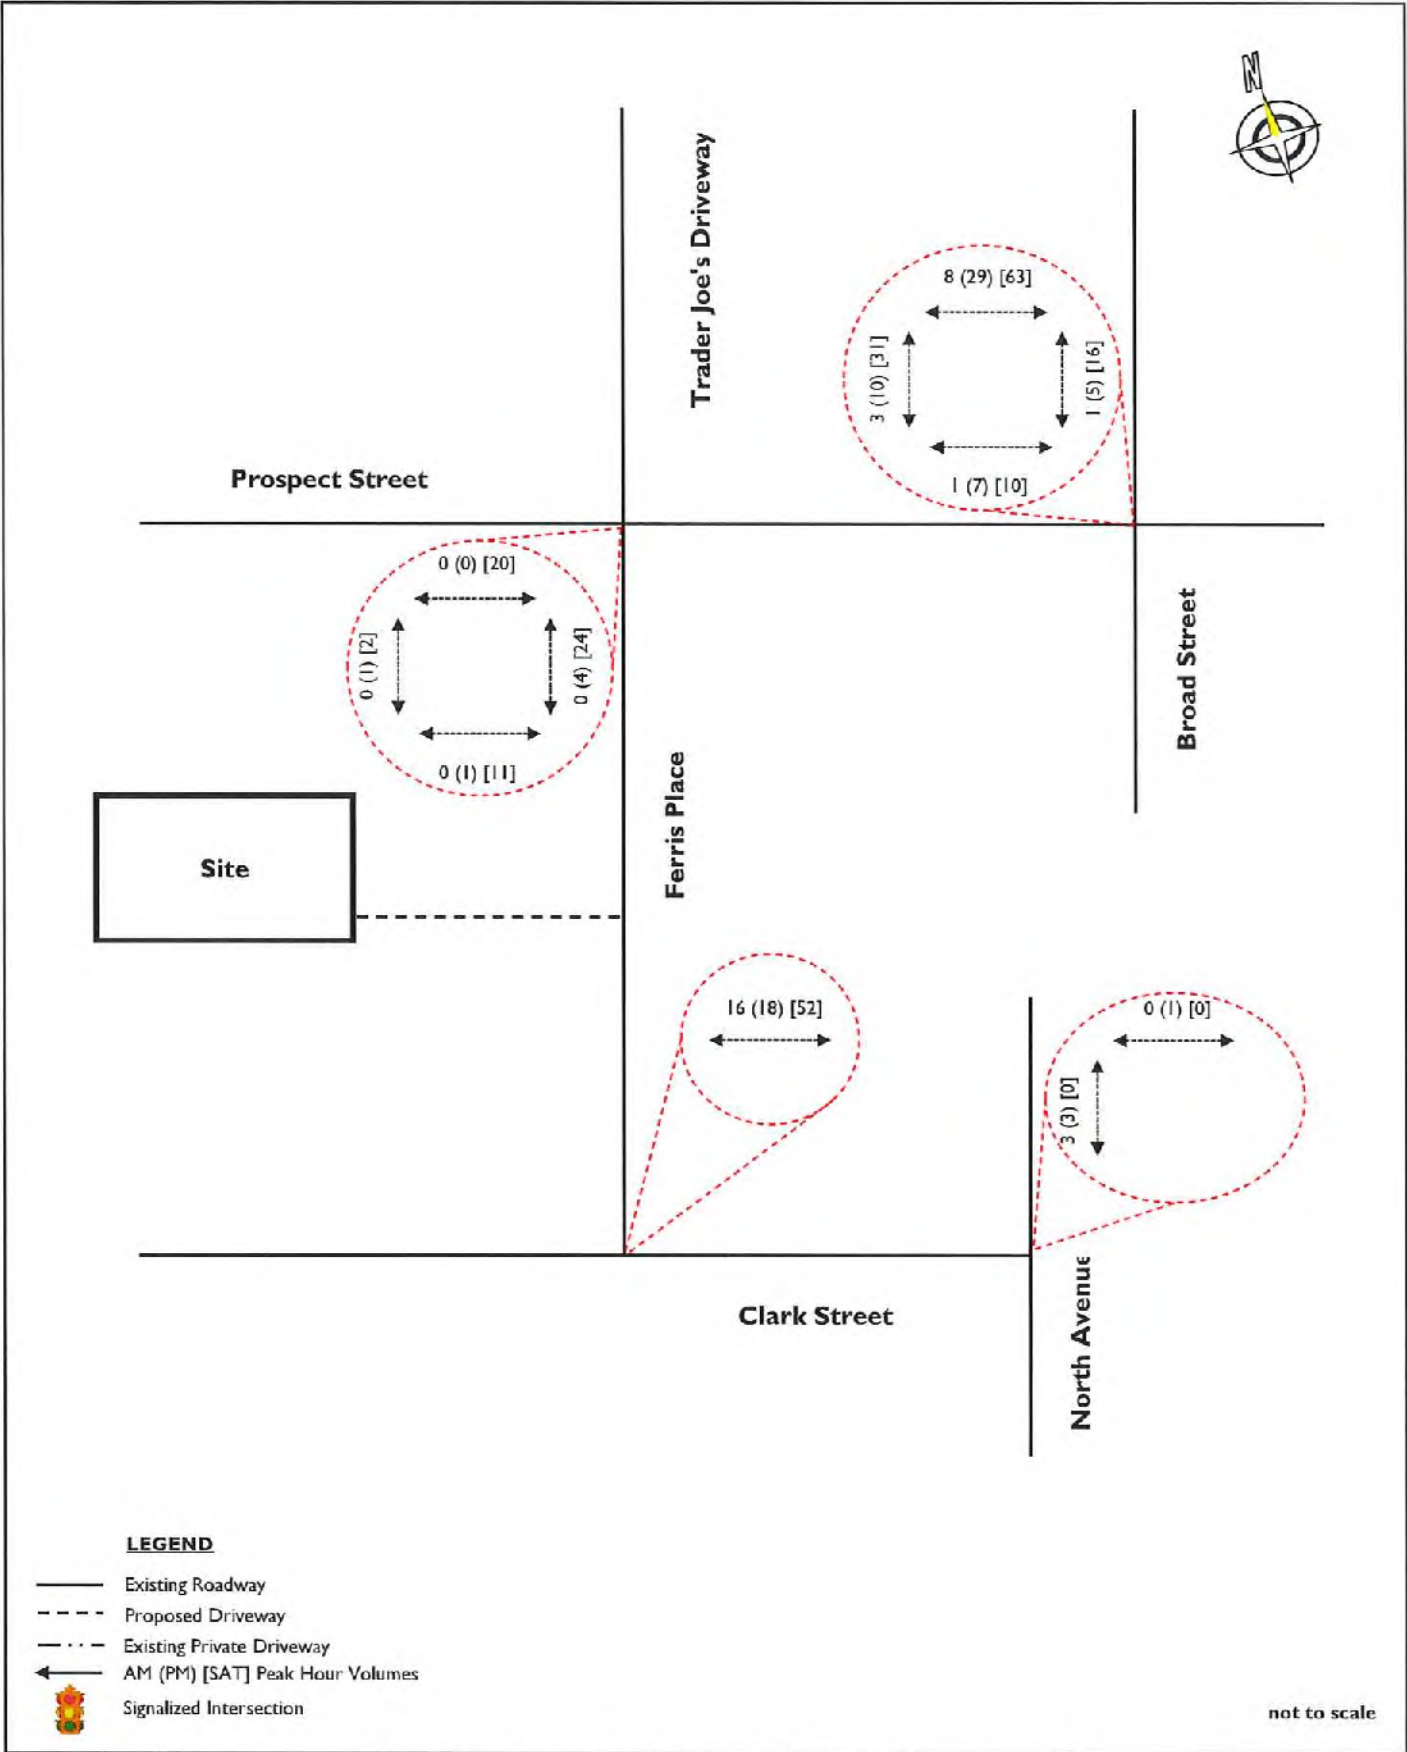 N
Trader Joe's Driveway
8 (29) [63]
3 (10) [31]
1 (5) [16]
1 (7) [10]
Prospect Street
0 (0) [20]
0 (1) [2]
0 (4) [24]
0 (1) [11]
Broad Street
Ferris Place
Site
16 (18) [52]
0 (1) [0]
3 (3) [0]
Clark Street
North Avenue
LEGEND
Existing Roadway
Proposed Driveway
Existing Private Driveway
AM (PM) [SAT] Peak Hour Volumes
Signalized Intersection
not to scale